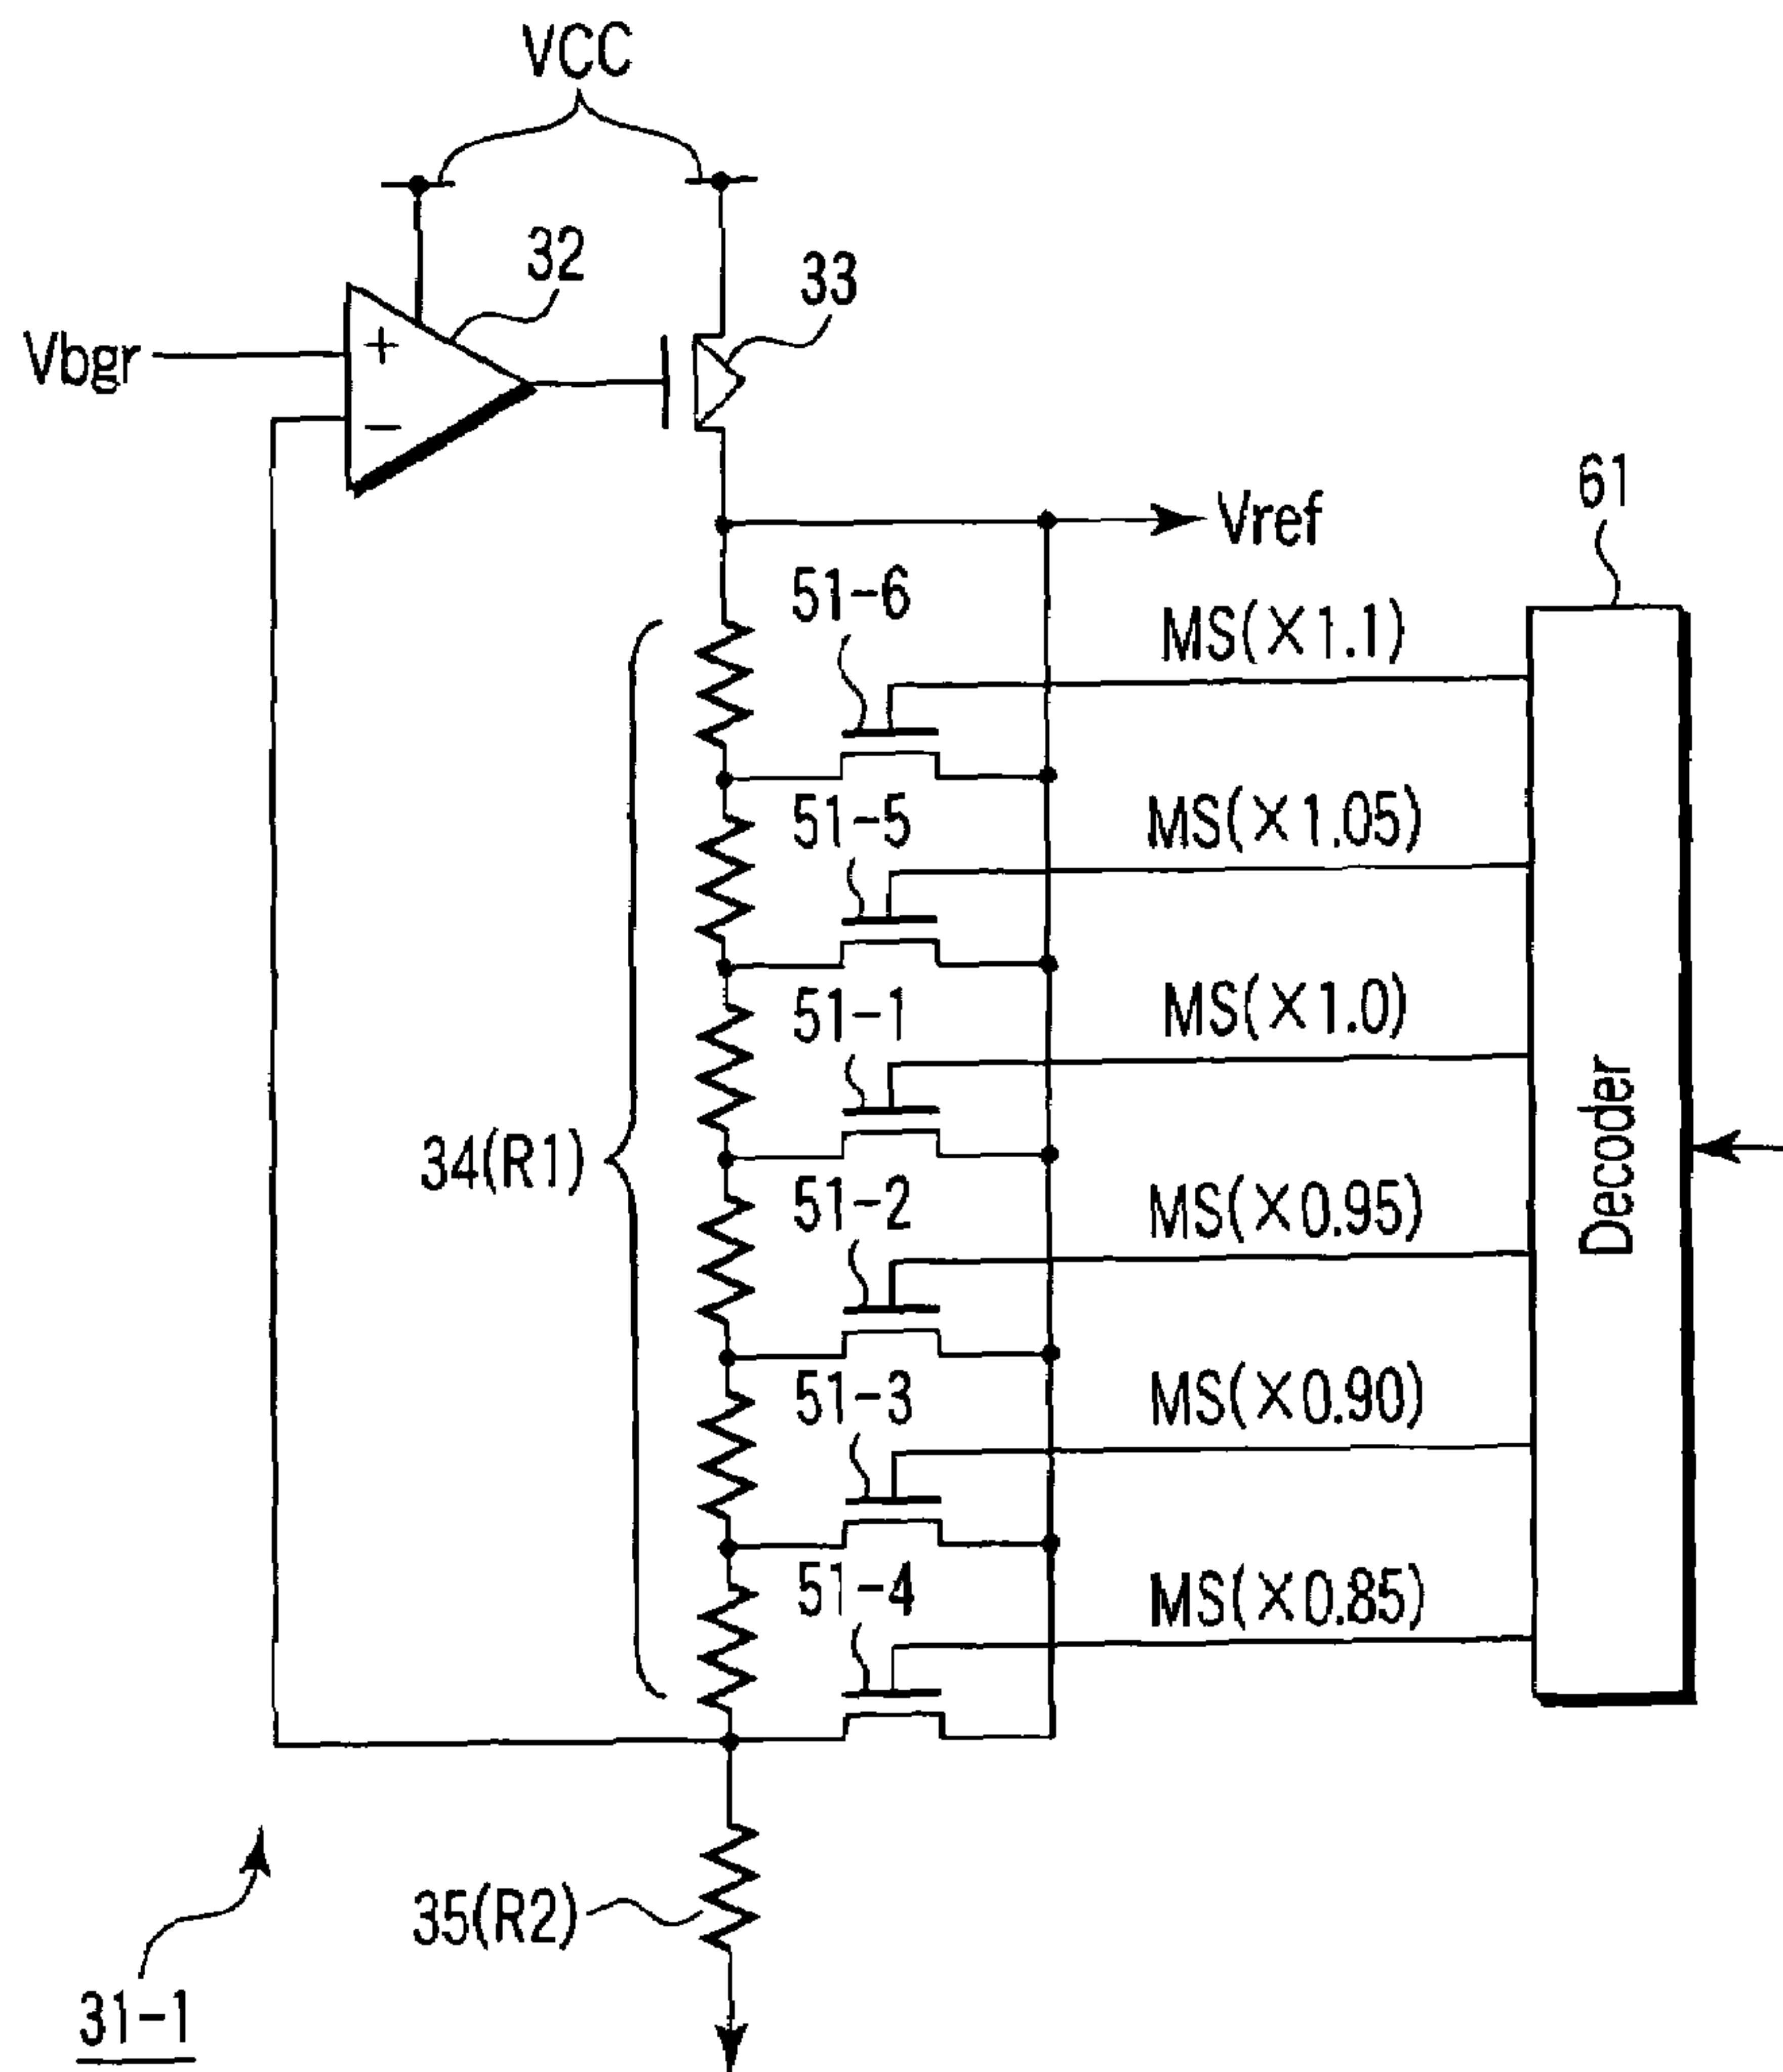 VCC
32
33
Vbgr
+
−
61
Vref
51-6
MS(×1.1)
51-5
MS(×1.05)
51-1
MS(×1.0)
34(R1)
51-2
MS(×0.95)
Decoder
51-3
MS(×0.90)
51-4
MS(×0.85)
35(R2)
31-1